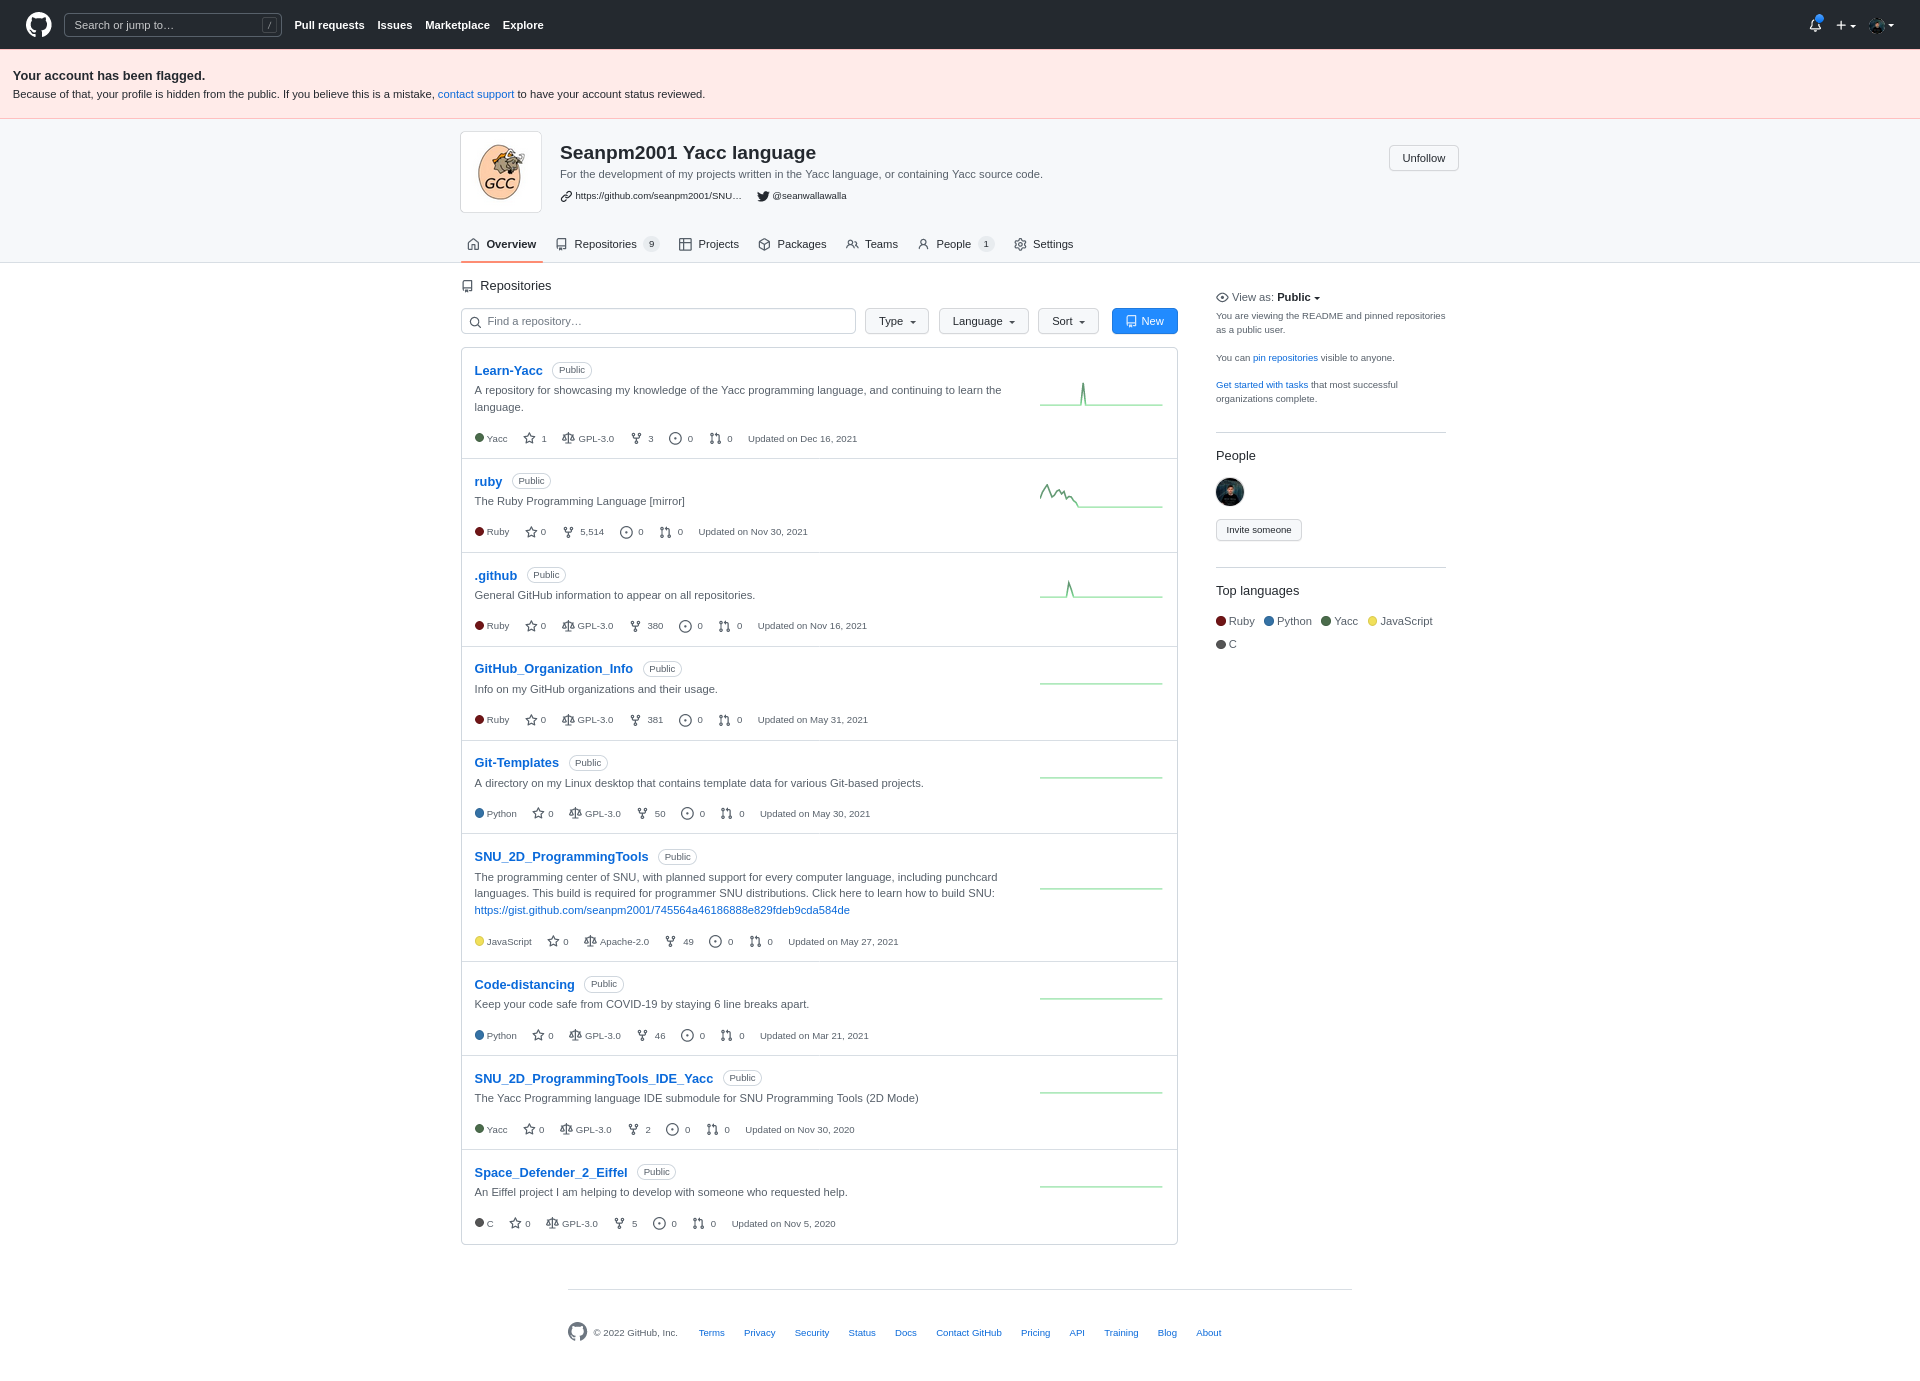 Search or jump to…
/
Pull requests Issues Marketplace Explore
Your account has been flagged.
Because of that, your profile is hidden from the public. If you believe this is a mistake, contact support to have your account status reviewed.
GCC
Seanpm2001 Yacc language
For the development of my projects written in the Yacc language, or containing Yacc source code.
https://github.com/seanpm2001/SNU… @seanwallawalla
Unfollow
Overview Repositories 9 Projects Packages Teams People 1 Settings
Repositories
Find a repository… Type Language Sort New
Learn-Yacc Public
A repository for showcasing my knowledge of the Yacc programming language, and continuing to learn the
language.
Yacc 1 GPL-3.0 3 0 0 Updated on Dec 16, 2021
ruby Public
The Ruby Programming Language [mirror]
Ruby 0 5,514 0 0 Updated on Nov 30, 2021
.github Public
General GitHub information to appear on all repositories.
Ruby 0 GPL-3.0 380 0 0 Updated on Nov 16, 2021
GitHub_Organization_Info Public
Info on my GitHub organizations and their usage.
Ruby 0 GPL-3.0 381 0 0 Updated on May 31, 2021
Git-Templates Public
A directory on my Linux desktop that contains template data for various Git-based projects.
Python 0 GPL-3.0 50 0 0 Updated on May 30, 2021
SNU_2D_ProgrammingTools Public
The programming center of SNU, with planned support for every computer language, including punchcard
languages. This build is required for programmer SNU distributions. Click here to learn how to build SNU:
https://gist.github.com/seanpm2001/745564a46186888e829fdeb9cda584de
JavaScript 0 Apache-2.0 49 0 0 Updated on May 27, 2021
Code-distancing Public
Keep your code safe from COVID-19 by staying 6 line breaks apart.
Python 0 GPL-3.0 46 0 0 Updated on Mar 21, 2021
SNU_2D_ProgrammingTools_IDE_Yacc Public
The Yacc Programming language IDE submodule for SNU Programming Tools (2D Mode)
Yacc 0 GPL-3.0 2 0 0 Updated on Nov 30, 2020
Space_Defender_2_Eiffel Public
An Eiffel project I am helping to develop with someone who requested help.
C 0 GPL-3.0 5 0 0 Updated on Nov 5, 2020
View as: Public
You are viewing the README and pinned repositories
as a public user.
You can pin repositories visible to anyone.
Get started with tasks that most successful
organizations complete.
People
Invite someone
Top languages
Ruby Python Yacc JavaScript
C
© 2022 GitHub, Inc. Terms Privacy Security Status Docs Contact GitHub Pricing API Training Blog About